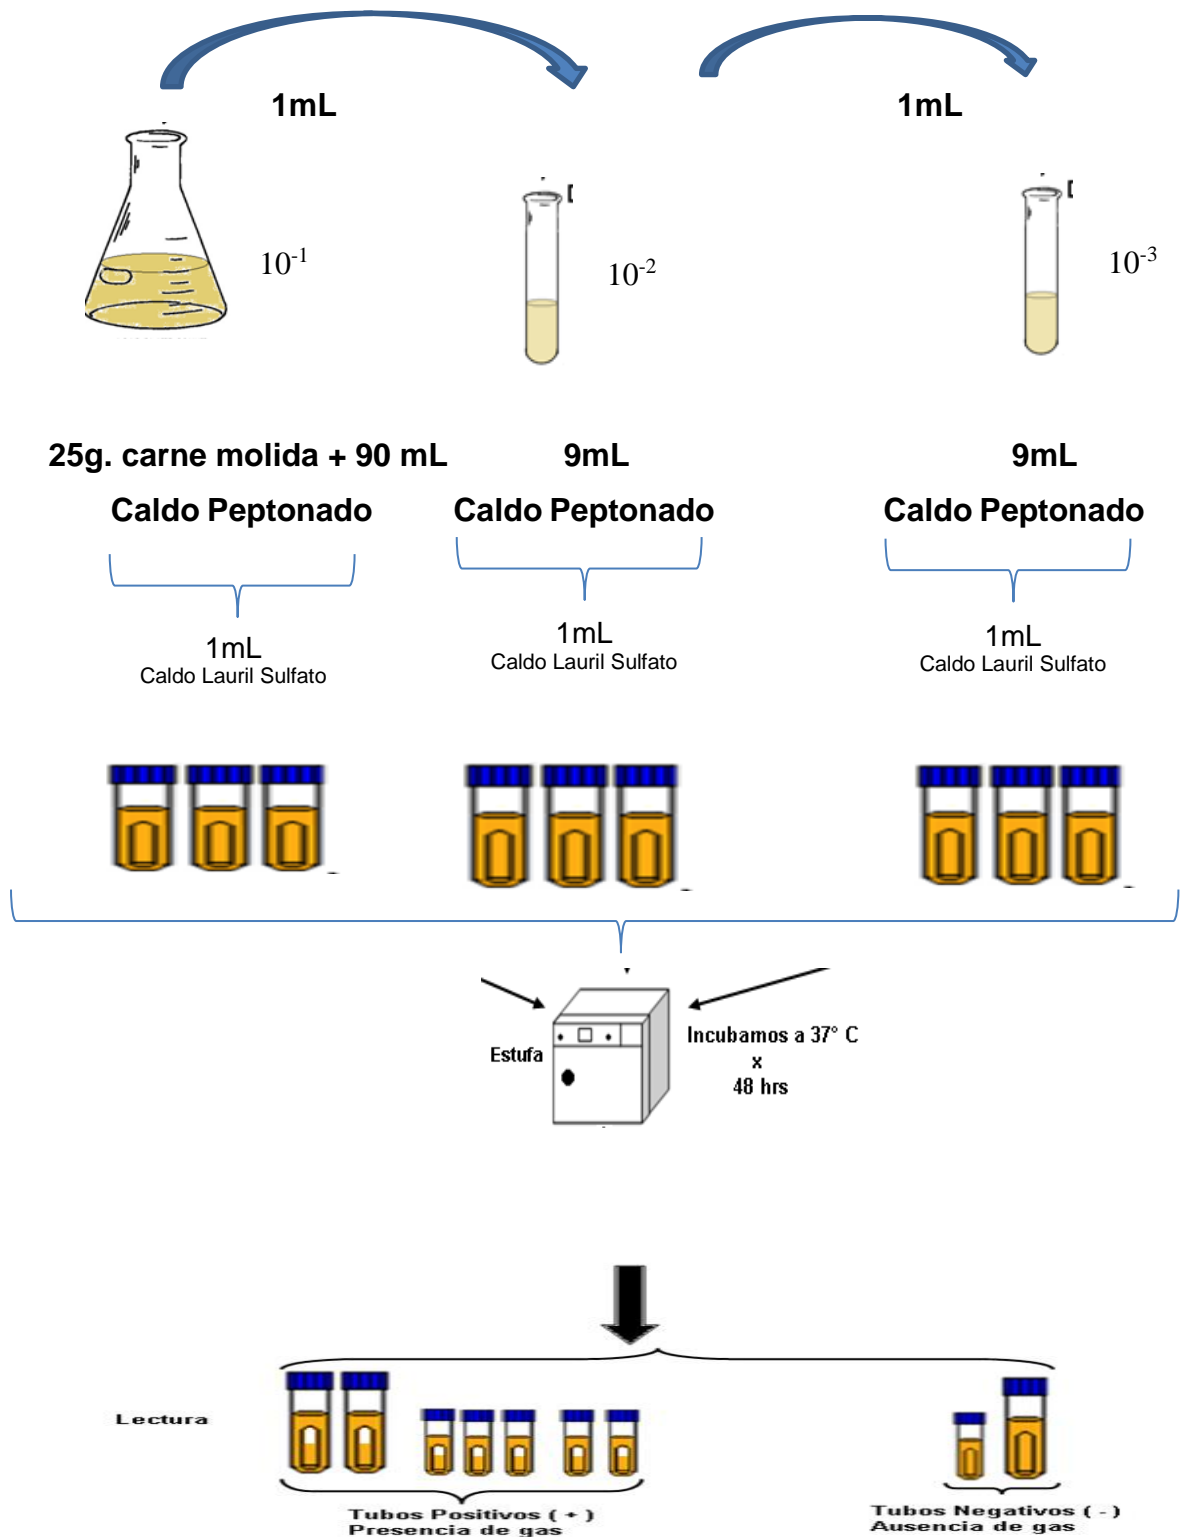 1mL 1mL
10-1 10-2 10-3
25g. carne molida + 90 mL 9mL 9mL
Caldo Peptonado Caldo Peptonado Caldo Peptonado
1mL 1mL 1mL
Caldo Lauril Sulfato Caldo Lauril Sulfato Caldo Lauril Sulfato
Estufa
Incubamos a 37° C
x
48 hrs
Lectura
Tubos Positivos ( + )
Presencia de gas
Tubos Negativos ( - )
Ausencia de gas